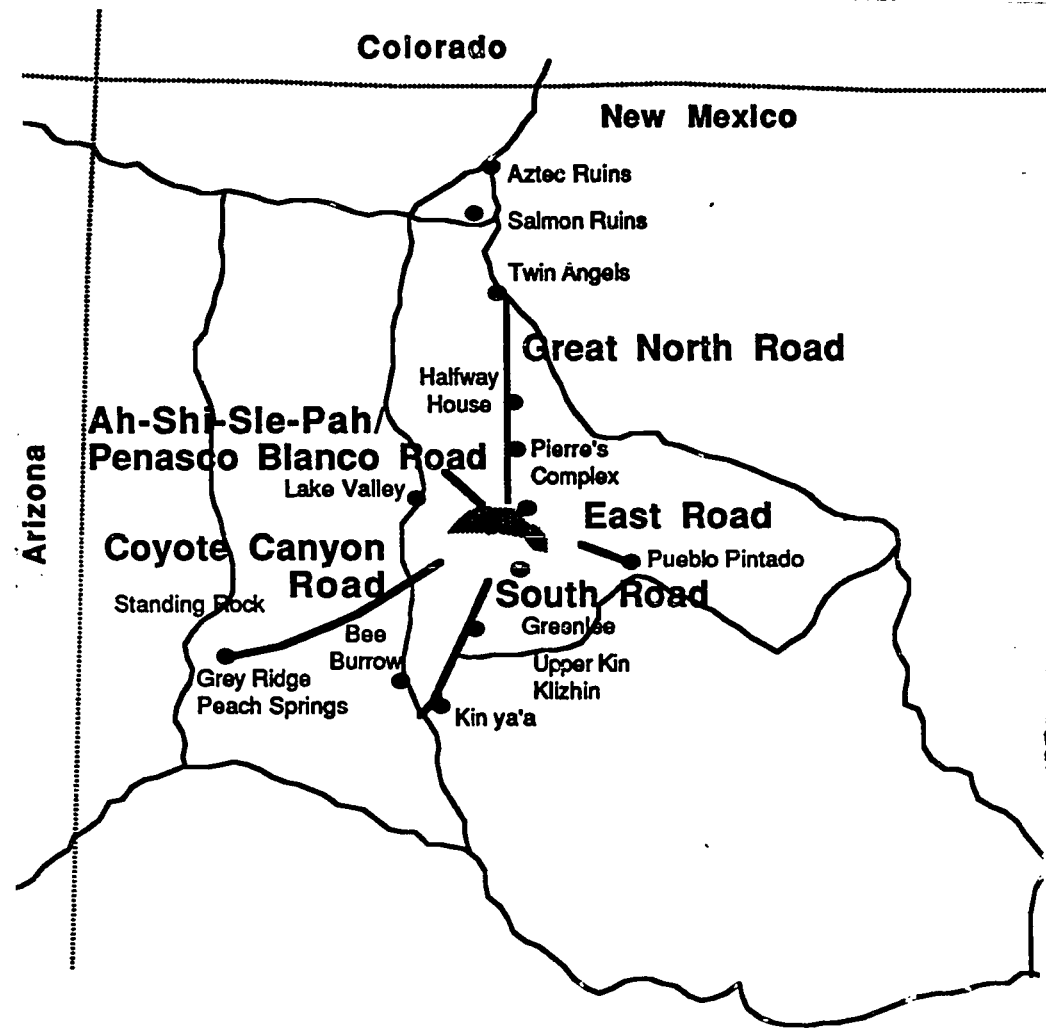 Colorado
New Mexico
Aztec Ruins
Salmon Ruins
Twin Angels
Great North Road
Halfway
House
Ah-Shi-Sle-Pah/
Penasco Blanco Road
Pierre's
Complex
Lake Valley
Arizona
East Road
Coyote Canyon
Road
Pueblo Pintado
South Road
Standing Rock
Greenlee
Bee
Burrow
Upper Kin
Klizhin
Grey Ridge
Peach Springs
Kin ya'a